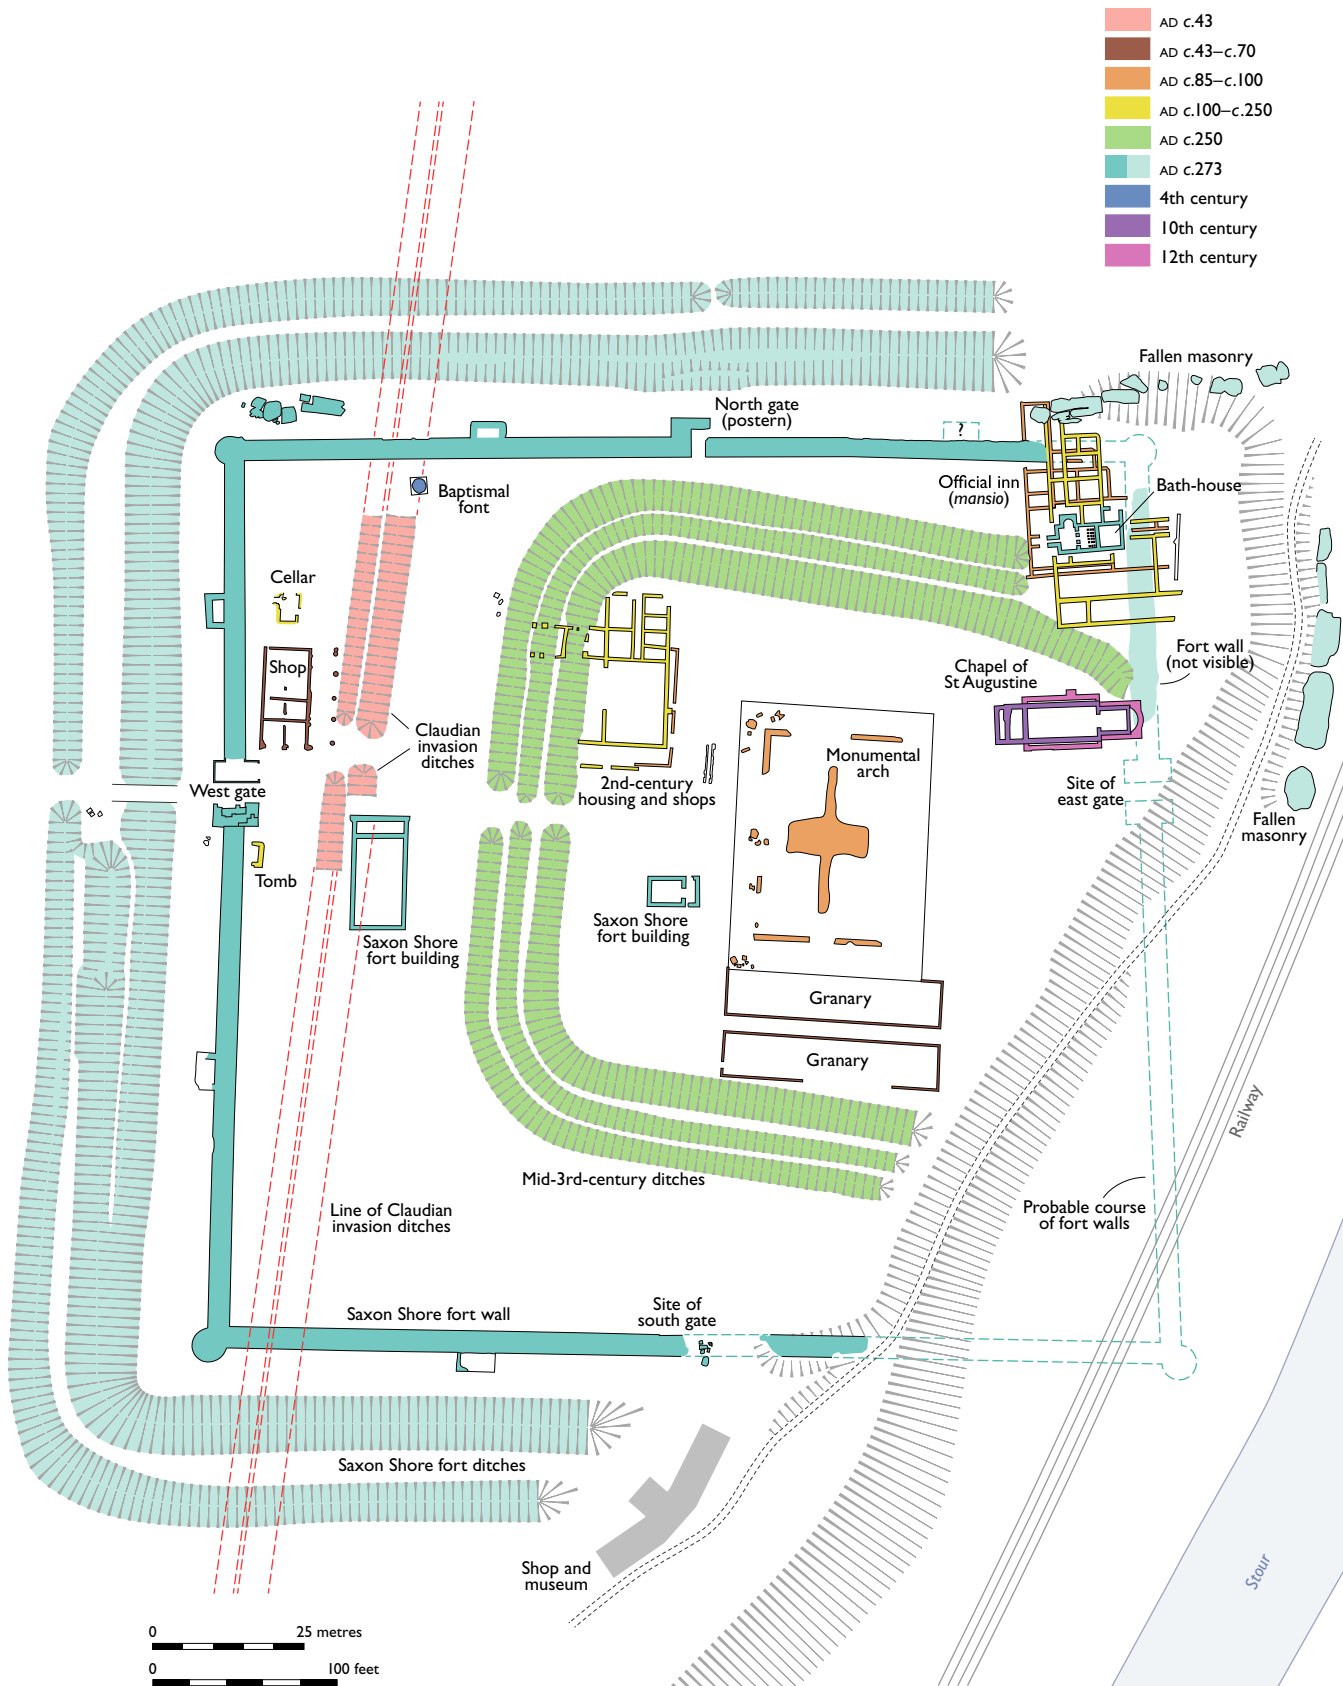 AD c.43
AD c.43–c.70
AD c.85–c.100
AD c.100–c.250
AD c.250
AD c.273
4th century
10th century
12th century
Fallen masonry
North gate
(postern)
?
Official inn
(mansio)
Bath-house
Baptismal
font
Cellar
Shop
Fort wall
(not visible)
Chapel of
St Augustine
Claudian
invasion
ditches
Monumental
arch
West gate
2nd-century
housing and shops
Site of
east gate
Fallen
masonry
Tomb
Saxon Shore
fort building
Saxon Shore
fort building
Granary
Granary
Railway
Mid-3rd-century ditches
Line of Claudian
invasion ditches
Probable course
of fort walls
Saxon Shore fort wall
Site of
south gate
Saxon Shore fort ditches
Shop and
museum
Stour
0 25 metres
0 100 feet